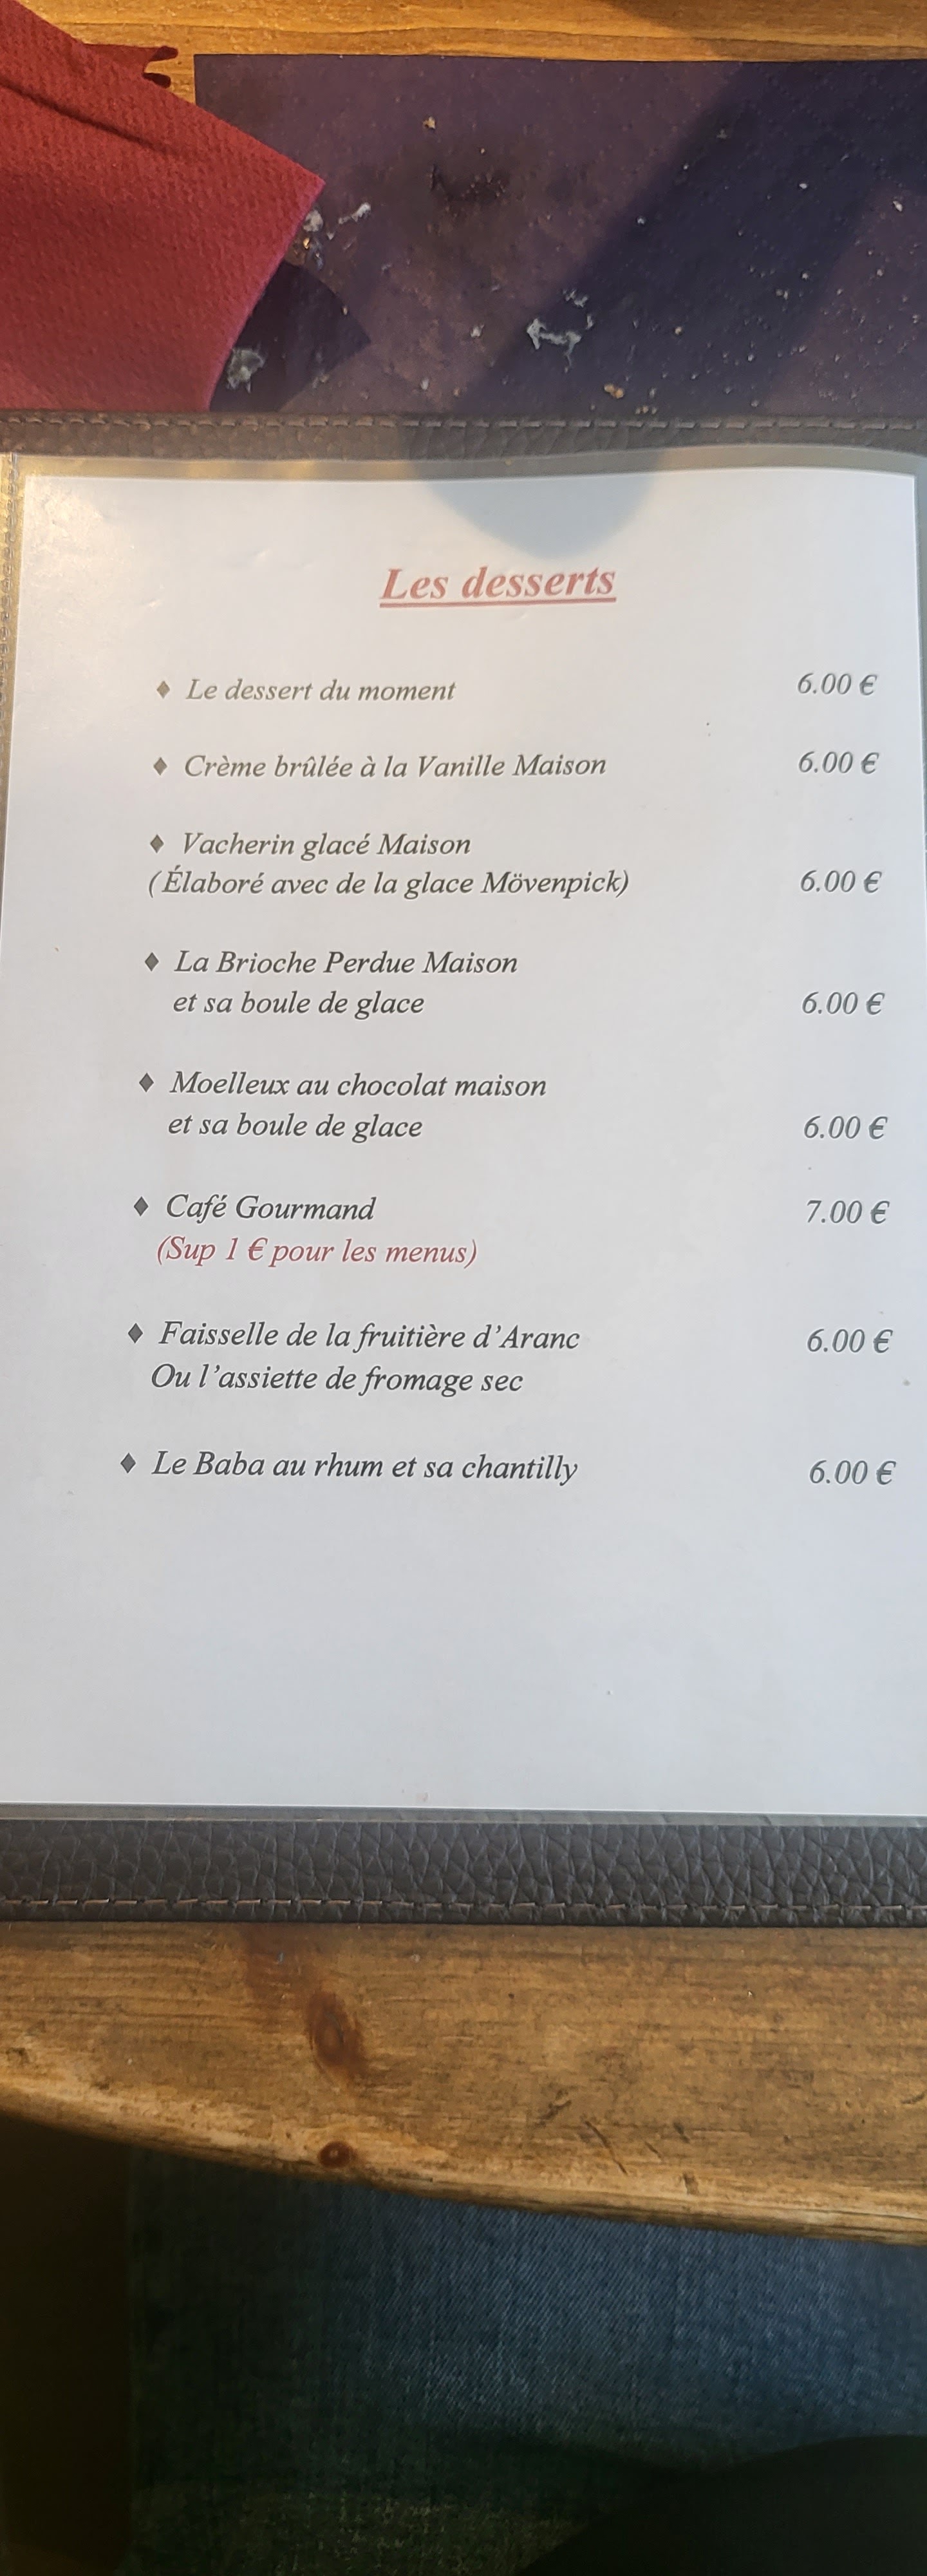 Les desserts
♦ Le dessert du moment 6.00 €
♦ Crème brûlée à la Vanille Maison 6.00 €
♦ Vacherin glacé Maison
(Élaboré avec de la glace Mövenpick) 6.00 €
♦ La Brioche Perdue Maison
et sa boule de glace 6.00 €
♦ Moelleux au chocolat maison
et sa boule de glace 6.00 €
♦ Café Gourmand 7.00 €
(Sup 1 € pour les menus)
♦ Faisselle de la fruitière d’Aranc 6.00 €
Ou l’assiette de fromage sec
♦ Le Baba au rhum et sa chantilly 6.00 €